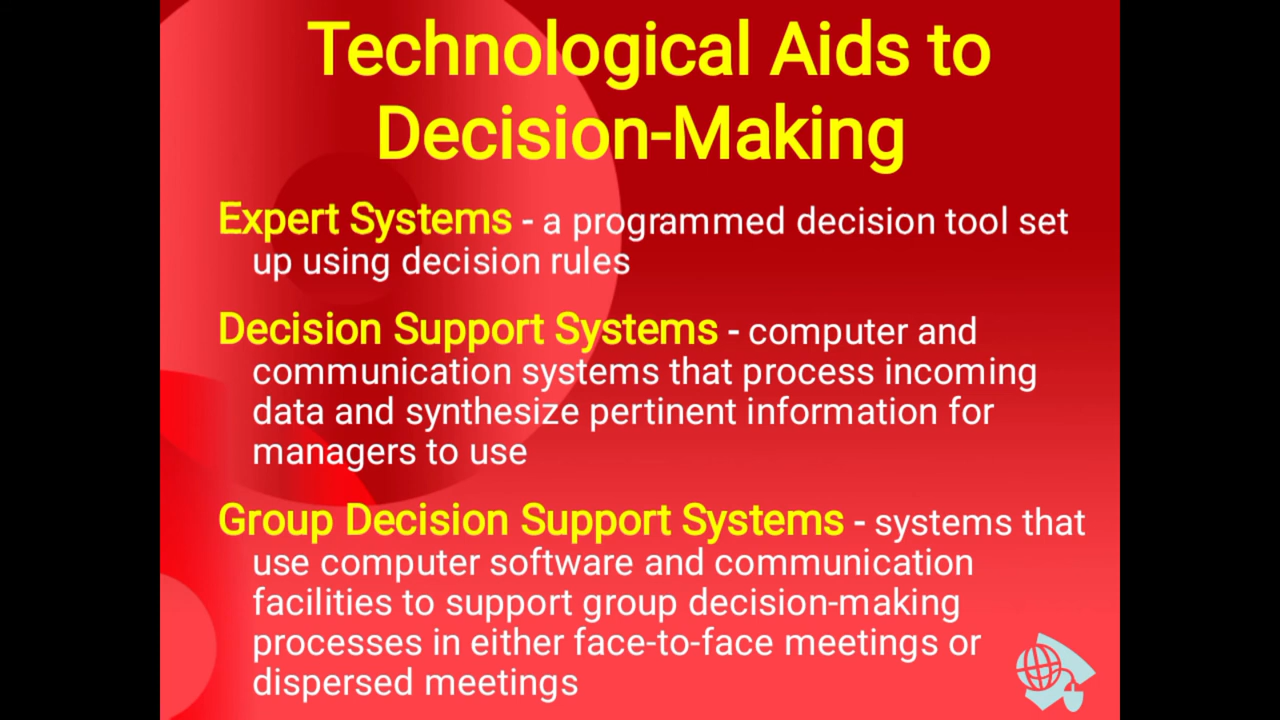 Technological Aids to
Decision-Making
Expert Systems - a programmed decision tool set
up using decision rules
Decision Support Systems - computer and
communication systems that process incoming
data and synthesize pertinent information for
managers to use
Group Decision Support Systems - systems that
use computer software and communication
facilities to support group decision-making
processes in either face-to-face meetings or
dispersed meetings